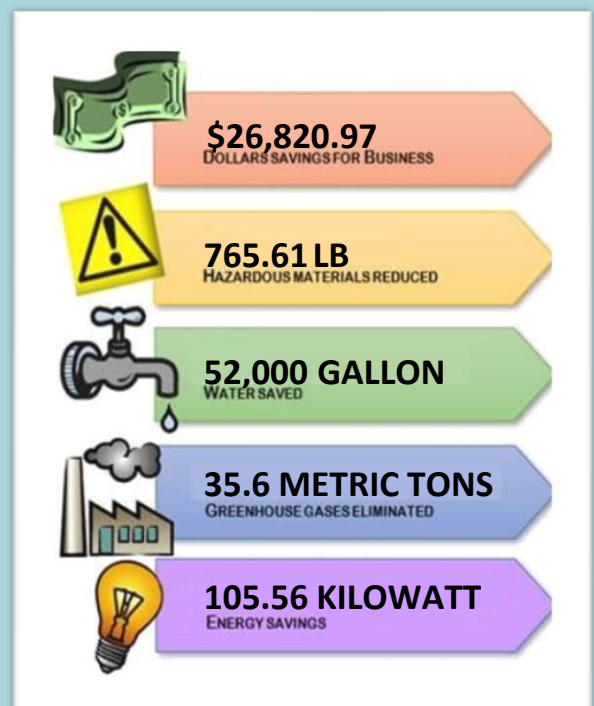 $26,820.97
DOLLARS SAVINGS FOR BUSINESS
765.61 LB
HAZARDOUS MATERIALS REDUCED
52,000 GALLON
WATER SAVED
35.6 METRIC TONS
GREENHOUSE GASES ELIMINATED
105.56 KILOWATT
ENERGY SAVINGS